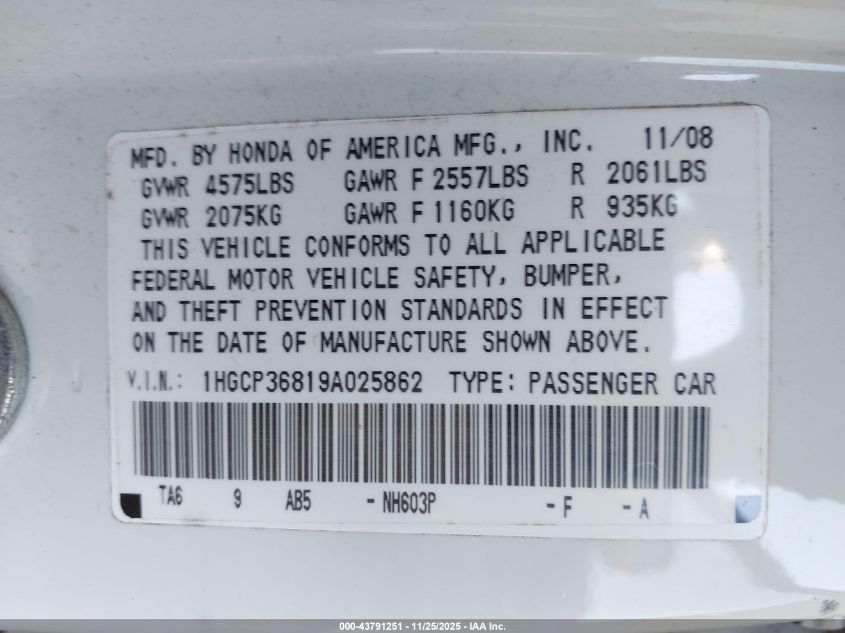 MFD. BY HONDA OF AMERICA MFG., INC. 11/08
GVWR 4575LBS GAWR F 2557LBS R 2061LBS
GVWR 2075KG GAWR F 1160KG R 935KG
THIS VEHICLE CONFORMS TO ALL APPLICABLE
FEDERAL MOTOR VEHICLE SAFETY, BUMPER,
AND THEFT PREVENTION STANDARDS IN EFFECT
ON THE DATE OF MANUFACTURE SHOWN ABOVE.
V.I.N.: 1HGCP36819A025862 TYPE: PASSENGER CAR
TA6 9 AB5 - NH603P - F - A
000-43791251 - 11/25/2025 - IAA Inc.